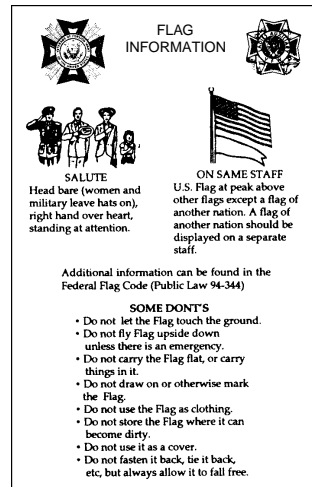 FLAG
INFORMATION
SALUTE
Head bare (women and
military leave hats on),
right hand over heart,
standing at attention.
ON SAME STAFF
U.S. Flag at peak above
other flags except a flag of
another nation. A flag of
another nation should be
displayed on a separate
staff.
Additional information can be found in the
Federal Flag Code (Public Law 94-344)
SOME DONT'S
• Do not let the Flag touch the ground.
• Do not fly Flag upside down
unless there is an emergency.
• Do not carry the Flag flat, or carry
things in it.
• Do not draw on or otherwise mark
the Flag.
• Do not use the Flag as clothing.
• Do not store the Flag where it can
become dirty.
• Do not use it as a cover.
• Do not fasten it back, tie it back,
etc, but always allow it to fall free.